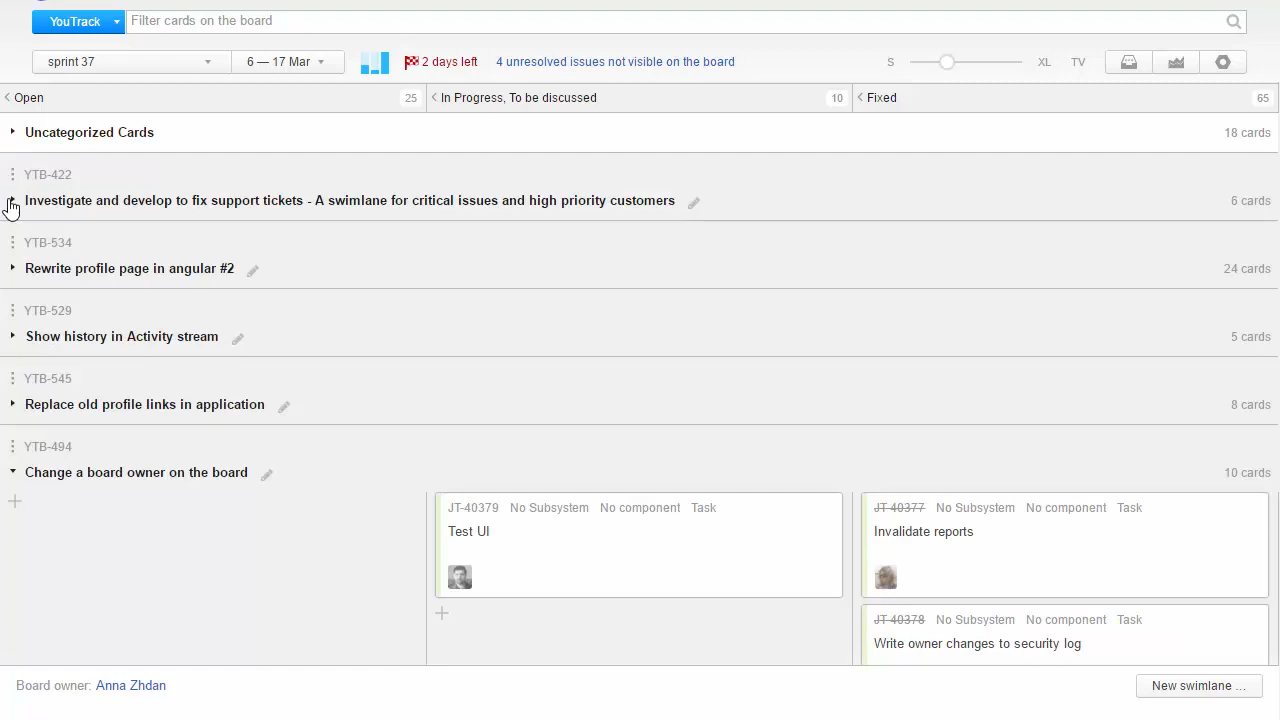 YouTrack Filter cards on the board
sprint 37 6 — 17 Mar 2 days left 4 unresolved issues not visible on the board S XL TV
Open 25 In Progress, To be discussed 10 Fixed 65
Uncategorized Cards 18 cards
YTB-422
Investigate and develop to fix support tickets - A swimlane for critical issues and high priority customers 6 cards
YTB-534
Rewrite profile page in angular #2 24 cards
YTB-529
Show history in Activity stream 5 cards
YTB-545
Replace old profile links in application 8 cards
YTB-494
Change a board owner on the board 10 cards
JT-40379 No Subsystem No component Task
Test UI
JT-40377 No Subsystem No component Task
Invalidate reports
JT-40378 No Subsystem No component Task
Write owner changes to security log
Board owner: Anna Zhdan New swimlane ...